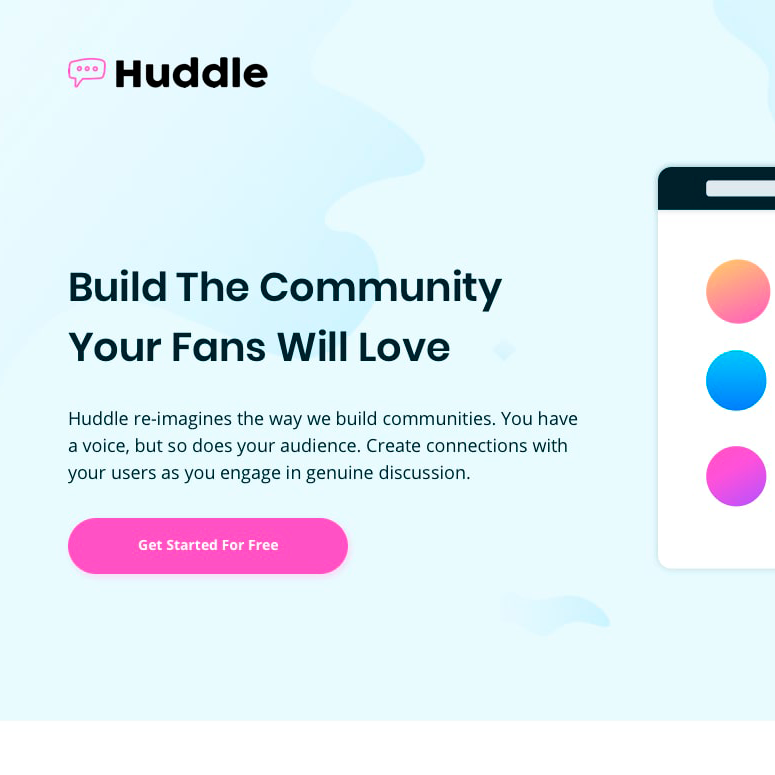 Huddle
Build The Community
Your Fans Will Love
Huddle re-imagines the way we build communities. You have
a voice, but so does your audience. Create connections with
your users as you engage in genuine discussion.
Get Started For Free